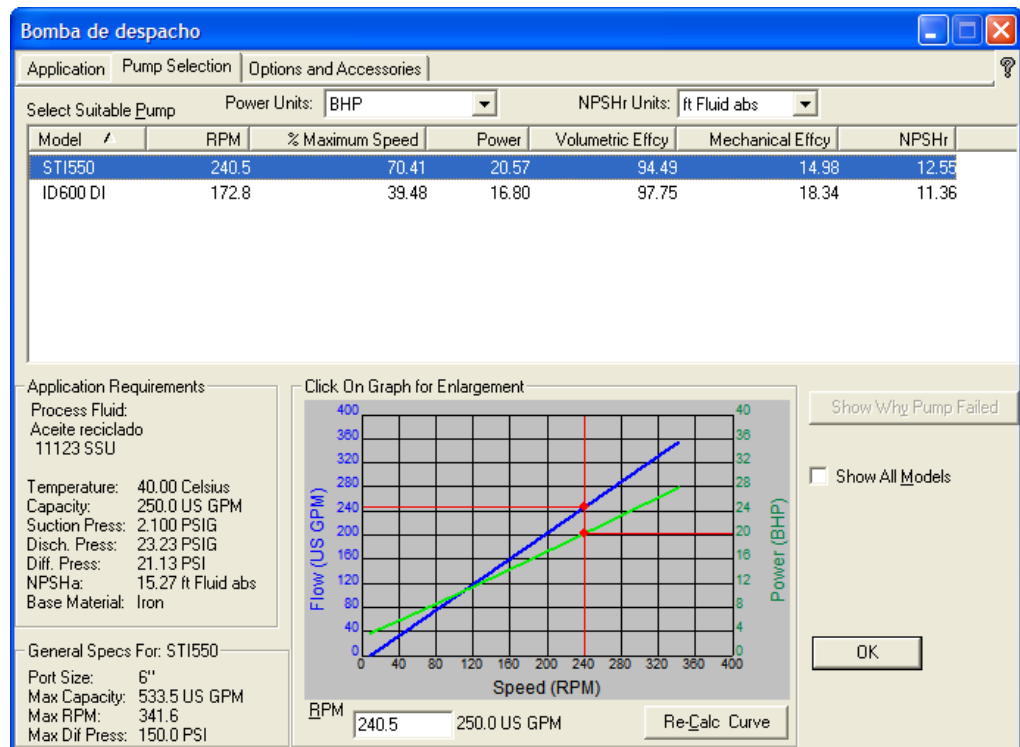 Bomba de despacho
Application Pump Selection Options and Accessories
Select Suitable Pump Power Units: BHP NPSHr Units: ft Fluid abs
Model RPM % Maximum Speed Power Volumetric Effcy Mechanical Effcy NPSHr
STI550 240.5 70.41 20.57 94.49 14.98 12.55
ID600 DI 172.8 39.48 16.80 97.75 18.34 11.36
Application Requirements
Process Fluid:
Aceite reciclado
11123 SSU
Temperature: 40.00 Celsius
Capacity: 250.0 US GPM
Suction Press: 2.100 PSIG
Disch. Press: 23.23 PSIG
Diff. Press: 21.13 PSI
NPSHa: 15.27 ft Fluid abs
Base Material: Iron
General Specs For: STI550
Port Size: 6"
Max Capacity: 533.5 US GPM
Max RPM: 341.6
Max Dif Press: 150.0 PSI
Click On Graph for Enlargement
Flow (US GPM)
400
360
320
280
240
200
160
120
80
40
0
40
36
32
28
24
20
16
12
8
4
0
Power (BHP)
0 40 80 120 160 200 240 280 320 360 400
Speed (RPM)
RPM 240.5 250.0 US GPM Re-Calc Curve
Show Why Pump Failed
Show All Models
OK